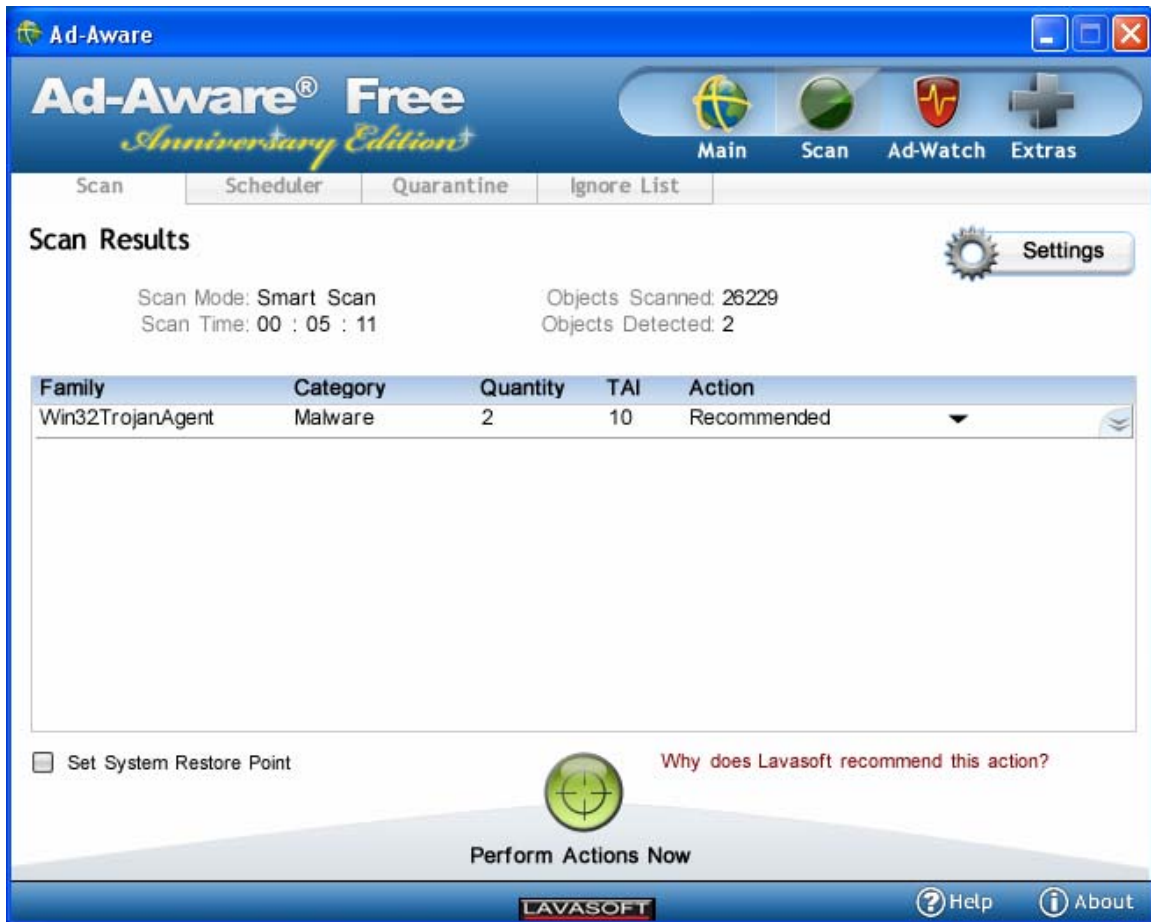 Ad-Aware
Ad-Aware® Free
Anniversary Edition
Main Scan Ad-Watch Extras
Scan Scheduler Quarantine Ignore List
Scan Results
Settings
Scan Mode: Smart Scan Objects Scanned: 26229
Scan Time: 00 : 05 : 11 Objects Detected: 2
Family Category Quantity TAI Action
Win32TrojanAgent Malware 2 10 Recommended
Set System Restore Point
Why does Lavasoft recommend this action?
Perform Actions Now
LAVASOFT
Help About